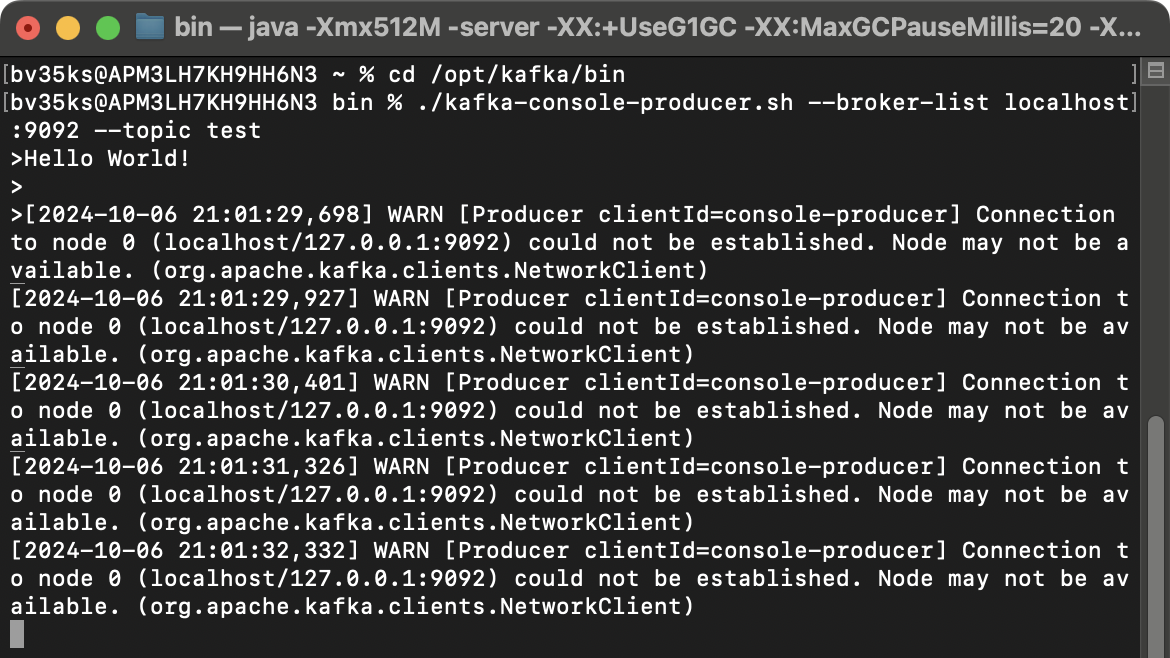 bin — java -Xmx512M -server -XX:+UseG1GC -XX:MaxGCPauseMillis=20 -X...
[bv35ks@APM3LH7KH9HH6N3 ~ % cd /opt/kafka/bin ]
[bv35ks@APM3LH7KH9HH6N3 bin % ./kafka-console-producer.sh --broker-list localhost]
:9092 --topic test
>Hello World!
>
>[2024-10-06 21:01:29,698] WARN [Producer clientId=console-producer] Connection
to node 0 (localhost/127.0.0.1:9092) could not be established. Node may not be a
vailable. (org.apache.kafka.clients.NetworkClient)
[2024-10-06 21:01:29,927] WARN [Producer clientId=console-producer] Connection t
o node 0 (localhost/127.0.0.1:9092) could not be established. Node may not be av
ailable. (org.apache.kafka.clients.NetworkClient)
[2024-10-06 21:01:30,401] WARN [Producer clientId=console-producer] Connection t
o node 0 (localhost/127.0.0.1:9092) could not be established. Node may not be av
ailable. (org.apache.kafka.clients.NetworkClient)
[2024-10-06 21:01:31,326] WARN [Producer clientId=console-producer] Connection t
o node 0 (localhost/127.0.0.1:9092) could not be established. Node may not be av
ailable. (org.apache.kafka.clients.NetworkClient)
[2024-10-06 21:01:32,332] WARN [Producer clientId=console-producer] Connection t
o node 0 (localhost/127.0.0.1:9092) could not be established. Node may not be av
ailable. (org.apache.kafka.clients.NetworkClient)